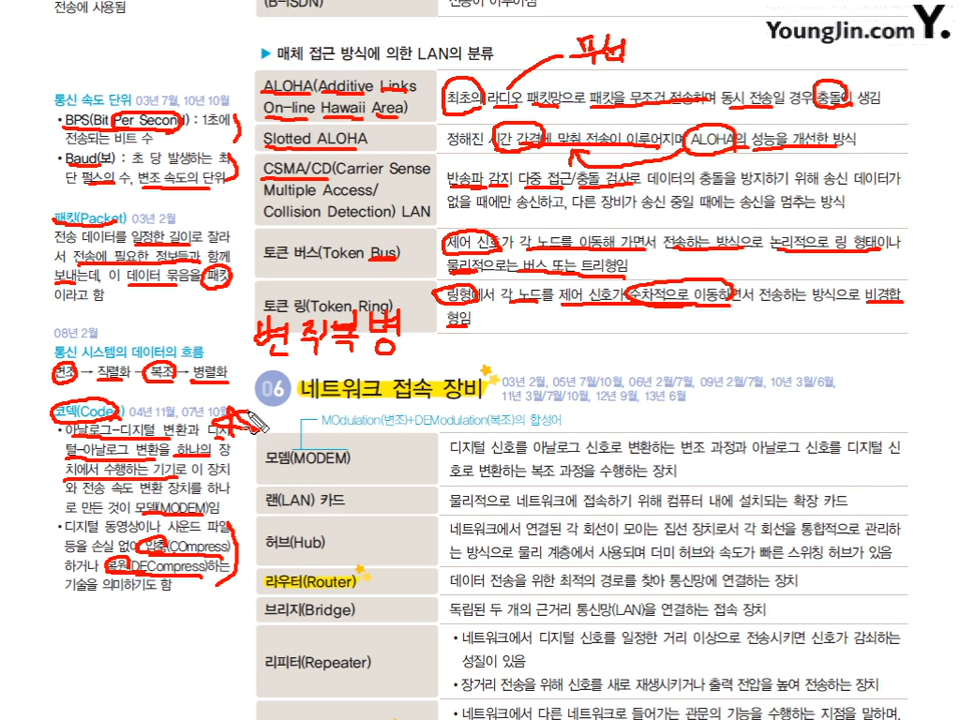 전송에 사용됨
(B-ISDN)
YoungJin.com Y.
▶ 매체 접근 방식에 의한 LAN의 분류
무선
ALOHA(Additive Links
On-line Hawaii Area)
최초의 라디오 패킷망으로 패킷을 무조건 전송하며 동시 전송일 경우 충돌이 생김
Slotted ALOHA
정해진 시간 간격에 맞춰 전송이 이루어지며 ALOHA의 성능을 개선한 방식
CSMA/CD(Carrier Sense
Multiple Access/
Collision Detection) LAN
반송파 감지 다중 접근/충돌 검사로 데이터의 충돌을 방지하기 위해 송신 데이터가
없을 때에만 송신하고, 다른 장비가 송신 중일 때에는 송신을 멈추는 방식
토큰 버스(Token Bus)
제어 신호가 각 노드를 이동해 가면서 전송하는 방식으로 논리적으로 링 형태이나
물리적으로는 버스 또는 트리형임
토큰 링(Token Ring)
링형에서 각 노드를 제어 신호가 순차적으로 이동하면서 전송하는 방식으로 비경합
형임
통신 속도 단위 03년 7월, 10년 10월
• BPS(Bit Per Second) : 1초에
전송되는 비트 수
• Baud(보) : 초 당 발생하는 최
단 펄스의 수, 변조 속도의 단위
패킷(Packet) 03년 2월
전송 데이터를 일정한 길이로 잘라
서 전송에 필요한 정보들과 함께
보내는데, 이 데이터 묶음을 패킷
이라고 함
08년 2월
통신 시스템의 데이터의 흐름
변조 → 직렬화 → 복조 → 병렬화
변직복병
코덱(Codec) 04년 11월, 07년 10월
• 아날로그-디지털 변환과 디지
털-아날로그 변환을 하나의 장
치에서 수행하는 기기로 이 장치
와 전송 속도 변환 장치를 하나
로 만든 것이 모뎀(MODEM)임
• 디지털 동영상이나 사운드 파일
등을 손실 없이 압축(COmpress)
하거나 복원(DECompress)하는
기술을 의미하기도 함
06 네트워크 접속 장비
03년 2월, 05년 7월/10월, 06년 2월/7월, 09년 2월/7월, 10년 3월/6월,
11년 3월/7월/10월, 12년 9월, 13년 6월
MOdulation(변조)+DEModulation(복조)의 합성어
모뎀(MODEM)
디지털 신호를 아날로그 신호로 변환하는 변조 과정과 아날로그 신호를 디지털 신
호로 변환하는 복조 과정을 수행하는 장치
랜(LAN) 카드
물리적으로 네트워크에 접속하기 위해 컴퓨터 내에 설치되는 확장 카드
허브(Hub)
네트워크에서 연결된 각 회선이 모이는 집선 장치로서 각 회선을 통합적으로 관리하
는 방식으로 물리 계층에서 사용되며 더미 허브와 속도가 빠른 스위칭 허브가 있음
라우터(Router)
데이터 전송을 위한 최적의 경로를 찾아 통신망에 연결하는 장치
브리지(Bridge)
독립된 두 개의 근거리 통신망(LAN)을 연결하는 접속 장치
리피터(Repeater)
• 네트워크에서 디지털 신호를 일정한 거리 이상으로 전송시키면 신호가 감쇠하는
성질이 있음
• 장거리 전송을 위해 신호를 새로 재생시키거나 출력 전압을 높여 전송하는 장치
• 네트워크에서 다른 네트워크로 들어가는 관문의 기능을 수행하는 지점을 말하며,